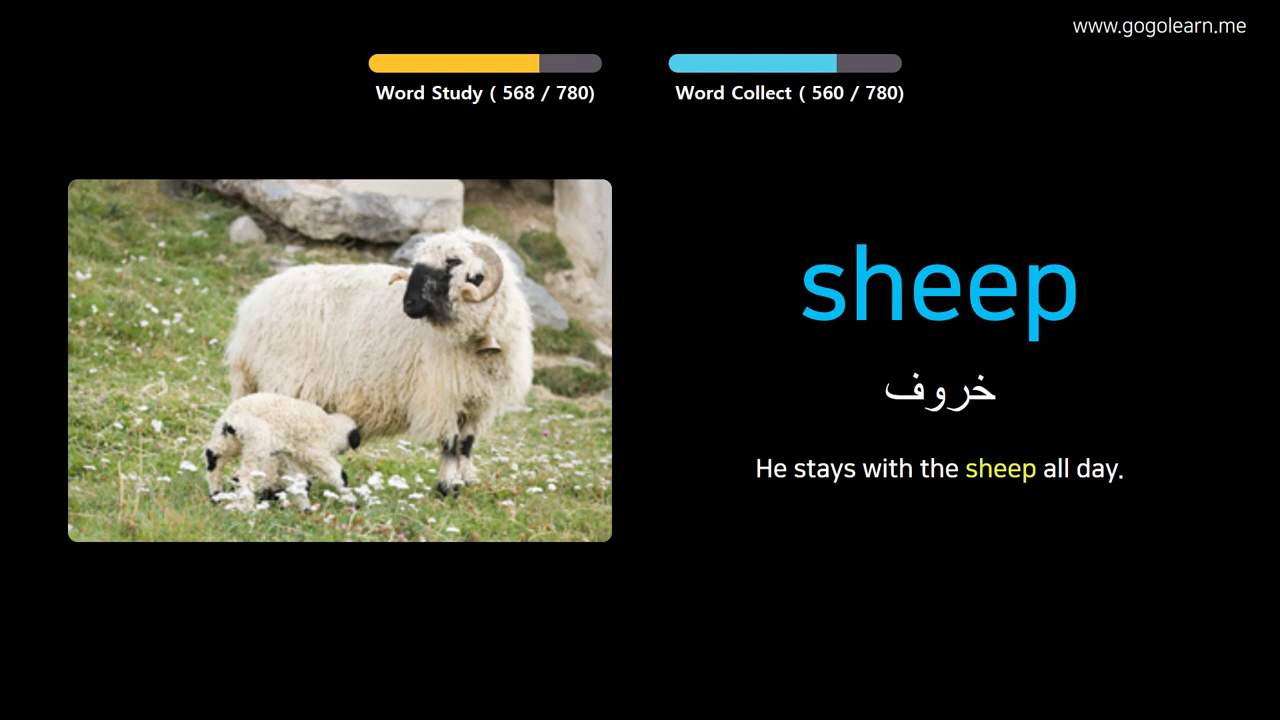 www.gogolearn.me
Word Study ( 568 / 780)
Word Collect ( 560 / 780)
sheep
خروف
He stays with the sheep all day.